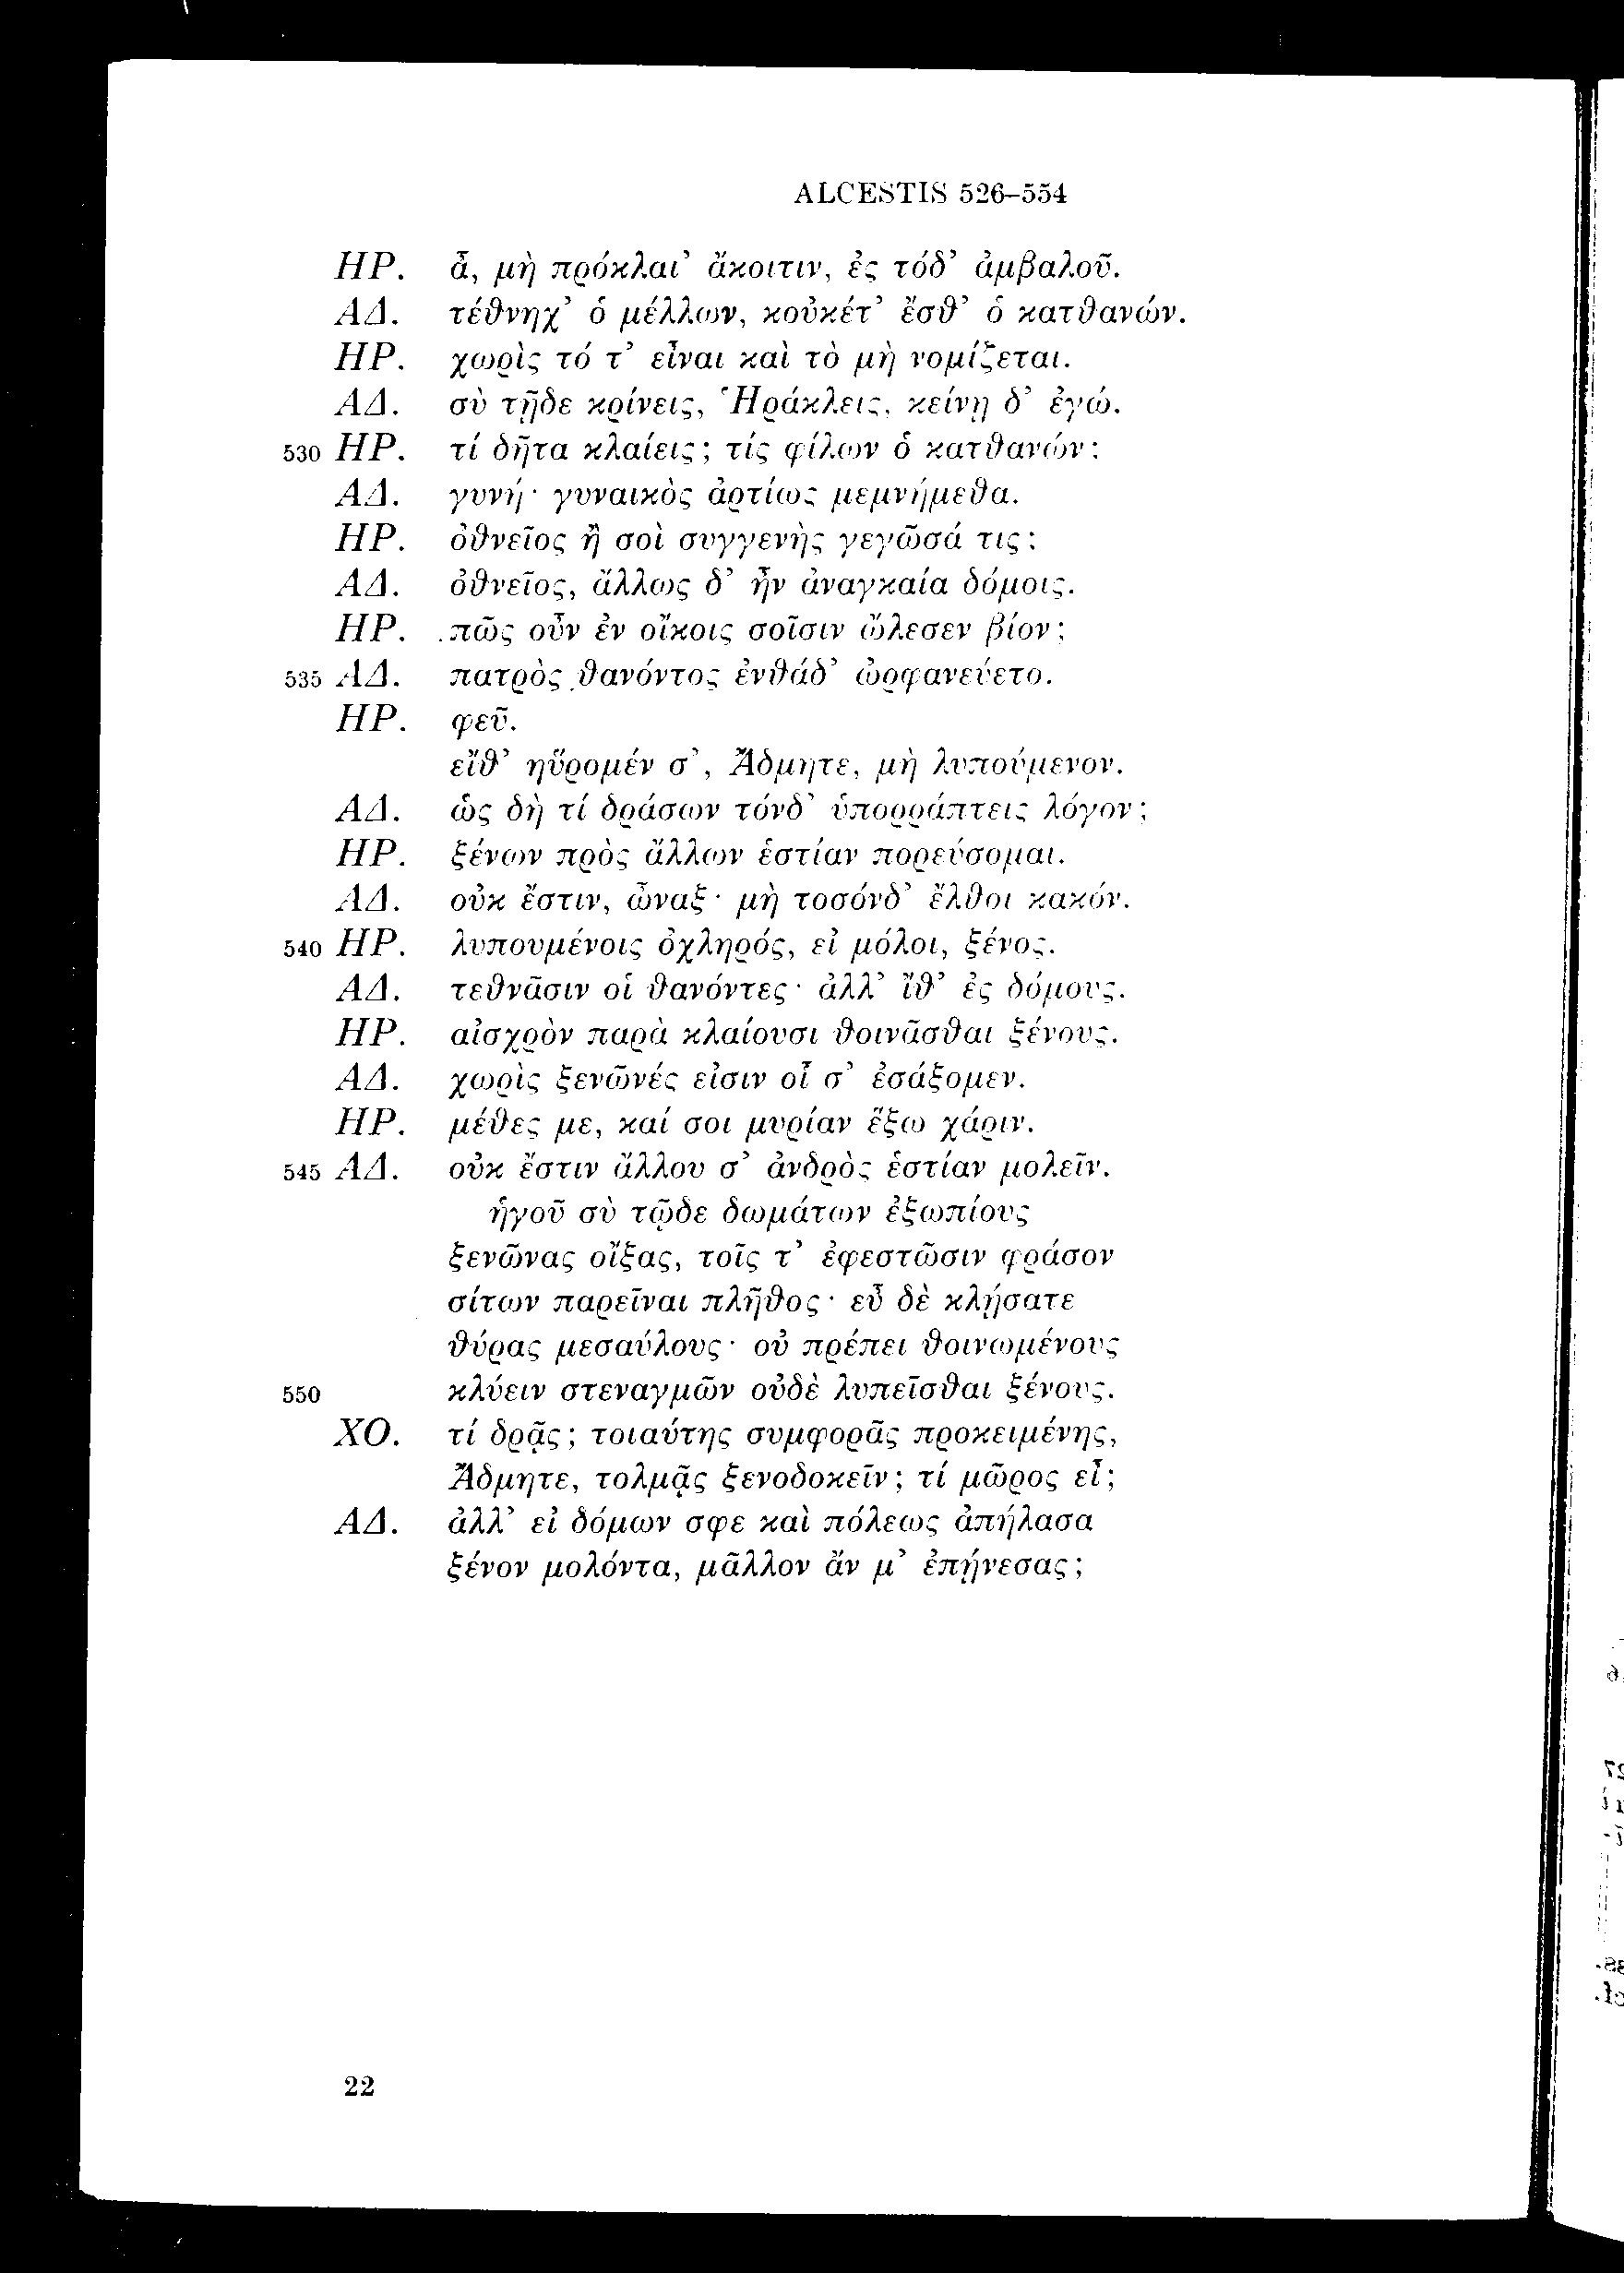 ALCESTIS 526–554
ΗΡ. ἆ, μὴ πρόκλαι' ἄκοιτιν, ἐς τόδ' ἀμβαλοῦ.
ΑΔ. τέθνηχ' ὁ μέλλων, κοὐκέτ' ἔσθ' ὁ κατθανών.
ΗΡ. χωρὶς τό τ' εἶναι καὶ τὸ μὴ νομίζεται.
ΑΔ. σὺ τῇδε κρίνεις, Ἡράκλεις, κείνῃ δ' ἐγώ.
530 ΗΡ. τί δῆτα κλαίεις; τίς φίλων ὁ κατθανών;
ΑΔ. γυνή· γυναικὸς ἀρτίως μεμνήμεθα.
ΗΡ. ὀθνεῖος ἢ σοὶ συγγενὴς γεγῶσά τις;
ΑΔ. ὀθνεῖος, ἄλλως δ' ἦν ἀναγκαία δόμοις.
ΗΡ. πῶς οὖν ἐν οἴκοις σοῖσιν ὤλεσεν βίον;
535 ΑΔ. πατρὸς θανόντος ἐνθάδ' ὠρφανεύετο.
ΗΡ. φεῦ.
εἴθ' ηὕρομέν σ', Ἄδμητε, μὴ λυπούμενον.
ΑΔ. ὡς δὴ τί δράσων τόνδ' ὑπορράπτεις λόγον;
ΗΡ. ξένων πρὸς ἄλλων ἑστίαν πορεύσομαι.
ΑΔ. οὐκ ἔστιν, ὦναξ· μὴ τοσόνδ' ἔλθοι κακόν.
540 ΗΡ. λυπουμένοις ὀχληρός, εἰ μόλοι, ξένος.
ΑΔ. τεθνᾶσιν οἱ θανόντες· ἀλλ' ἴθ' ἐς δόμους.
ΗΡ. αἰσχρὸν παρὰ κλαίουσι θοινᾶσθαι ξένους.
ΑΔ. χωρὶς ξενῶνές εἰσιν οἷ σ' ἐσάξομεν.
ΗΡ. μέθες με, καί σοι μυρίαν ἕξω χάριν.
545 ΑΔ. οὐκ ἔστιν ἄλλου σ' ἀνδρὸς ἑστίαν μολεῖν.
ἡγοῦ σὺ τῷδε δωμάτων ἐξωπίους
ξενῶνας οἴξας, τοῖς τ' ἐφεστῶσιν φράσον
σίτων παρεῖναι πλῆθος· εὖ δὲ κλῄσατε
θύρας μεσαύλους· οὐ πρέπει θοινωμένους
550 κλύειν στεναγμῶν οὐδὲ λυπεῖσθαι ξένους.
ΧΟ. τί δρᾷς; τοιαύτης συμφορᾶς προκειμένης,
Ἄδμητε, τολμᾷς ξενοδοκεῖν; τί μῶρος εἶ;
ΑΔ. ἀλλ' εἰ δόμων σφε καὶ πόλεως ἀπήλασα
ξένον μολόντα, μᾶλλον ἄν μ' ἐπῄνεσας;
22